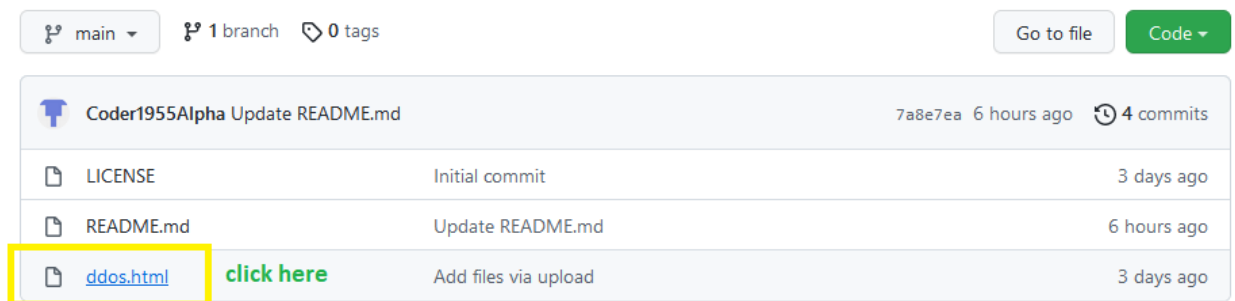 main 1 branch 0 tags Go to file Code
Coder1955Alpha Update README.md 7a8e7ea 6 hours ago 4 commits
LICENSE Initial commit 3 days ago
README.md Update README.md 6 hours ago
ddos.html click here Add files via upload 3 days ago